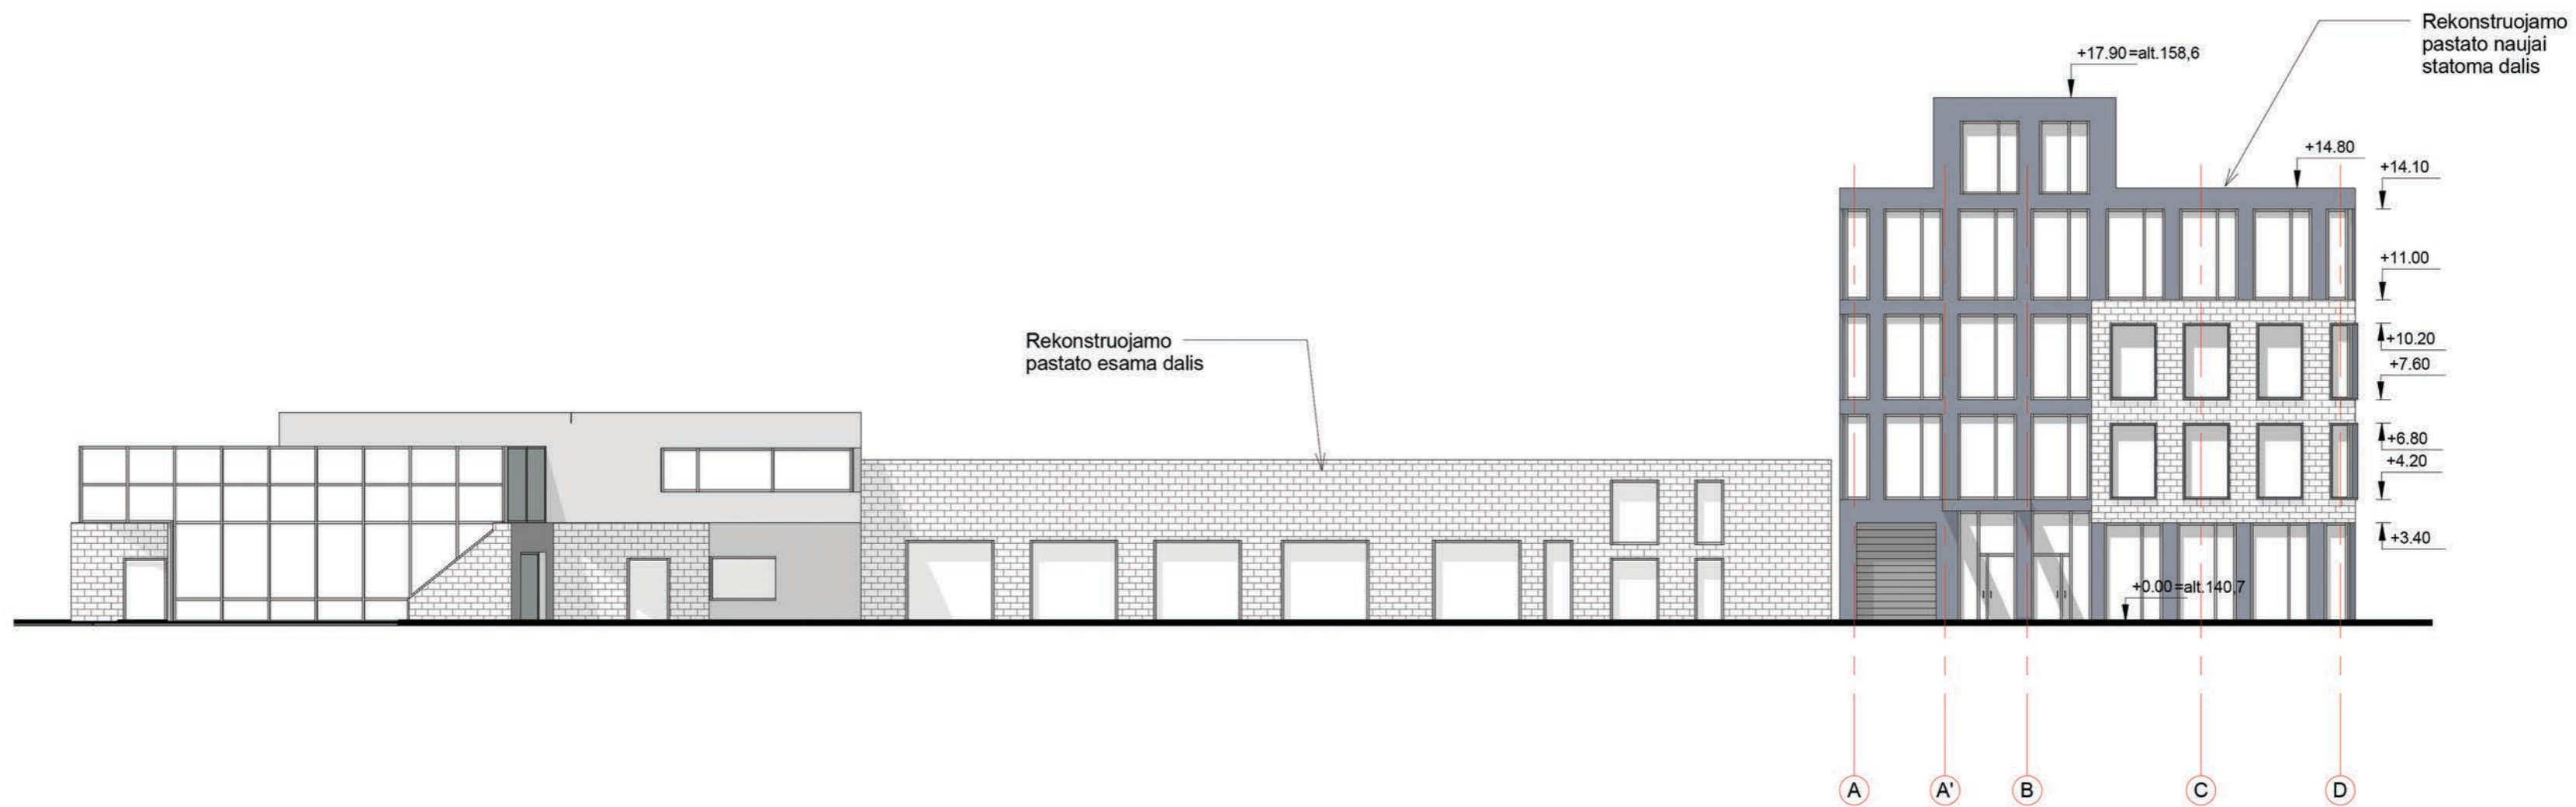 Rekonstruojamo
pastato naujai
statoma dalis
+17.90=alt.158,6
+14.80
+14.10
+11.00
Rekonstruojamo
pastato esama dalis
+10.20
+7.60
+6.80
+4.20
+3.40
+0.00=alt.140,7
A A' B C D